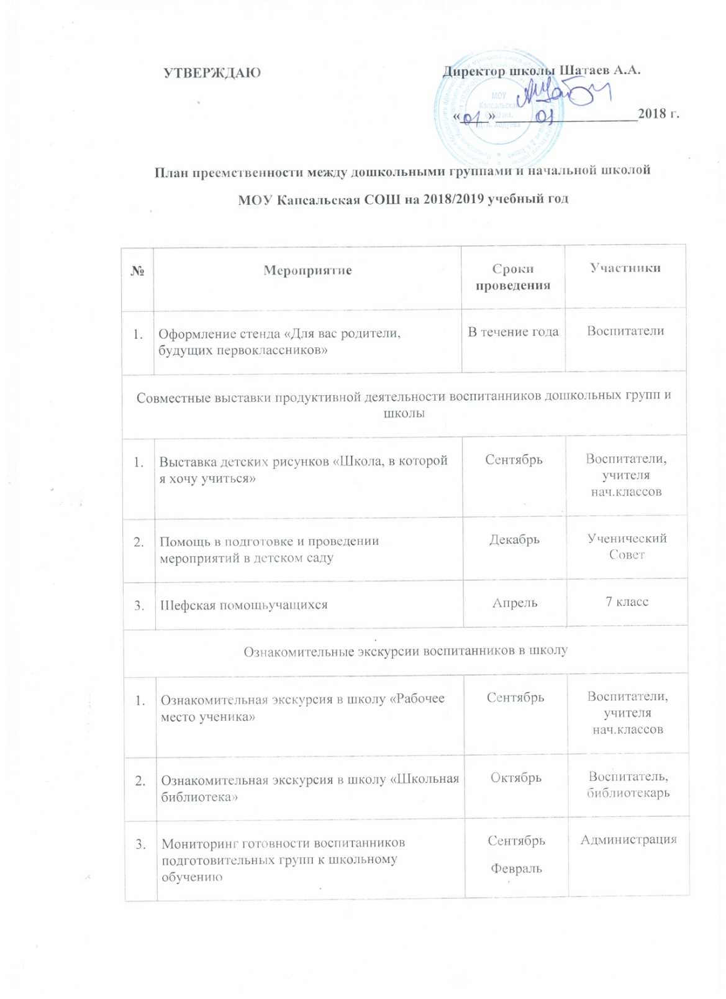 УТВЕРЖДАЮ Директор школы Шатаев А.А.
МОУ
Капсальская
СОШ им.
Д. А. Ходуева
«01»01 2018 г.
План преемственности между дошкольными группами и начальной школой
МОУ Капсальская СОШ на 2018/2019 учебный год
№ Мероприятие Сроки Участники
проведения
1. Оформление стенда «Для вас родители, В течение года Воспитатели
будущих первоклассников»
Совместные выставки продуктивной деятельности воспитанников дошкольных групп и
школы
1. Выставка детских рисунков «Школа, в которой Сентябрь Воспитатели,
я хочу учиться» учителя
нач.классов
2. Помощь в подготовке и проведении Декабрь Ученический
мероприятий в детском саду Совет
3. Шефская помощьучащихся Апрель 7 класс
Ознакомительные экскурсии воспитанников в школу
1. Ознакомительная экскурсия в школу «Рабочее Сентябрь Воспитатели,
место ученика» учителя
нач.классов
2. Ознакомительная экскурсия в школу «Школьная Октябрь Воспитатель,
библиотека» библиотекарь
3. Мониторинг готовности воспитанников Сентябрь Администрация
подготовительных групп к школьному
обучению Февраль